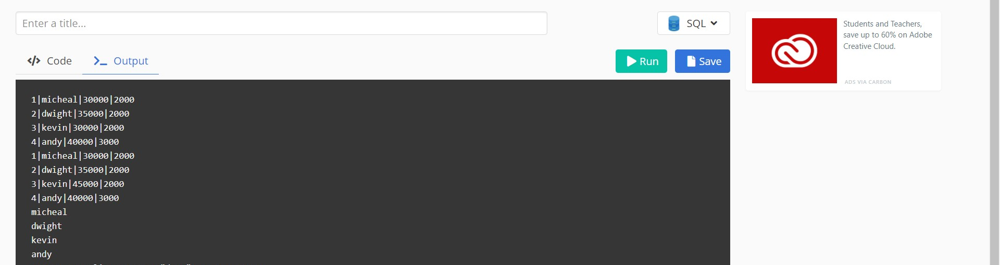 Enter a title...
SQL
Code
Output
Run
Save
1|micheal|30000|2000
2|dwight|35000|2000
3|kevin|30000|2000
4|andy|40000|3000
1|micheal|30000|2000
2|dwight|35000|2000
3|kevin|45000|2000
4|andy|40000|3000
micheal
dwight
kevin
andy
Students and Teachers,
save up to 60% on Adobe
Creative Cloud.
ADS VIA CARBON